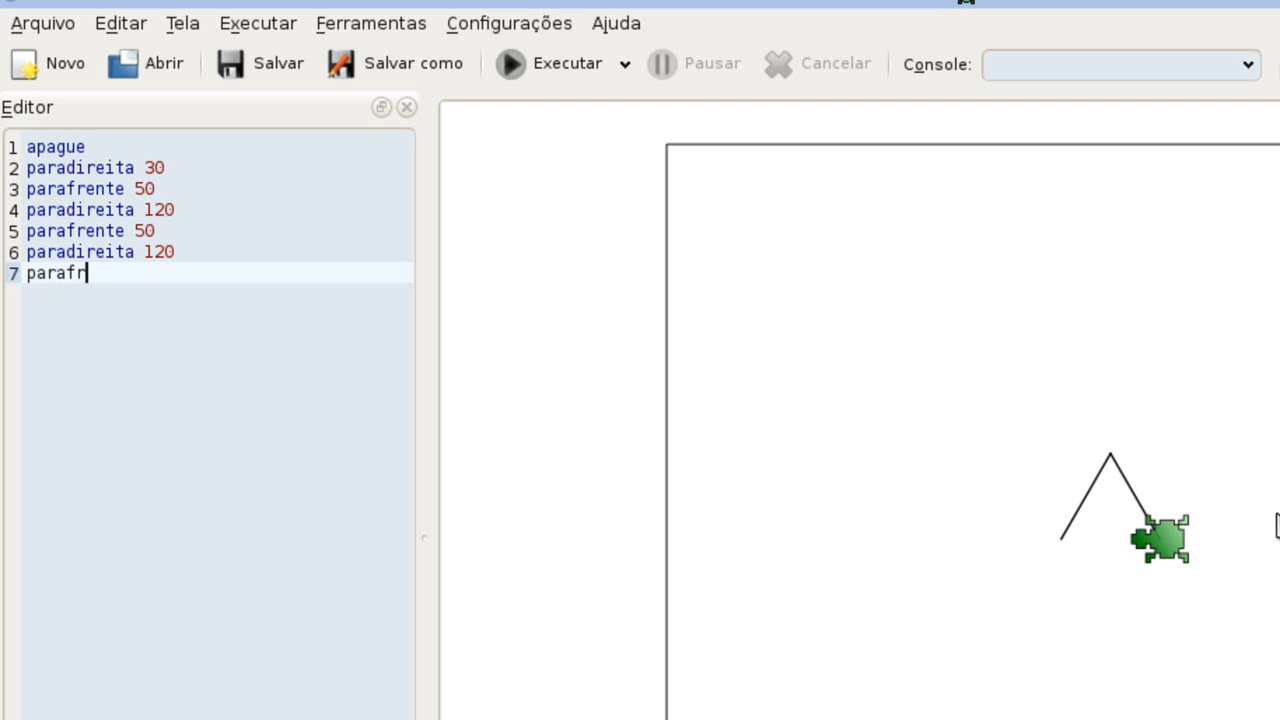 Arquivo Editar Tela Executar Ferramentas Configurações Ajuda
Novo Abrir Salvar Salvar como Executar Pausar Cancelar Console:
Editor
1 apague
2 paradireita 30
3 parafrente 50
4 paradireita 120
5 parafrente 50
6 paradireita 120
7 parafr